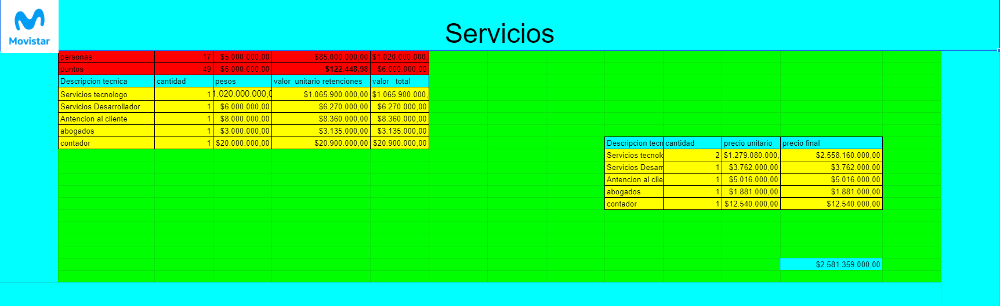 Movistar
Servicios
personas 17 $5.000.000,00 $85.000.000,00 $1.020.000.000,
puntos 49 $6.000.000,00 $122.448,98 $6.000.000,00
Descripcion tecnica cantidad pesos valor unitario retenciones valor total
Servicios tecnologo 1 1.020.000.000,0 $1.065.900.000,00 $1.065.900.000,
Servicios Desarrollador 1 $6.000.000,00 $6.270.000,00 $6.270.000,00
Antencion al cliente 1 $8.000.000,00 $8.360.000,00 $8.360.000,00
abogados 1 $3.000.000,00 $3.135.000,00 $3.135.000,00
contador 1 $20.000.000,00 $20.900.000,00 $20.900.000,00
Descripcion tecn cantidad precio unitario precio final
Servicios tecnolo 2 $1.279.080.000, $2.558.160.000,00
Servicios Desarr 1 $3.762.000,00 $3.762.000,00
Antencion al clie 1 $5.016.000,00 $5.016.000,00
abogados 1 $1.881.000,00 $1.881.000,00
contador 1 $12.540.000,00 $12.540.000,00
$2.581.359.000,00